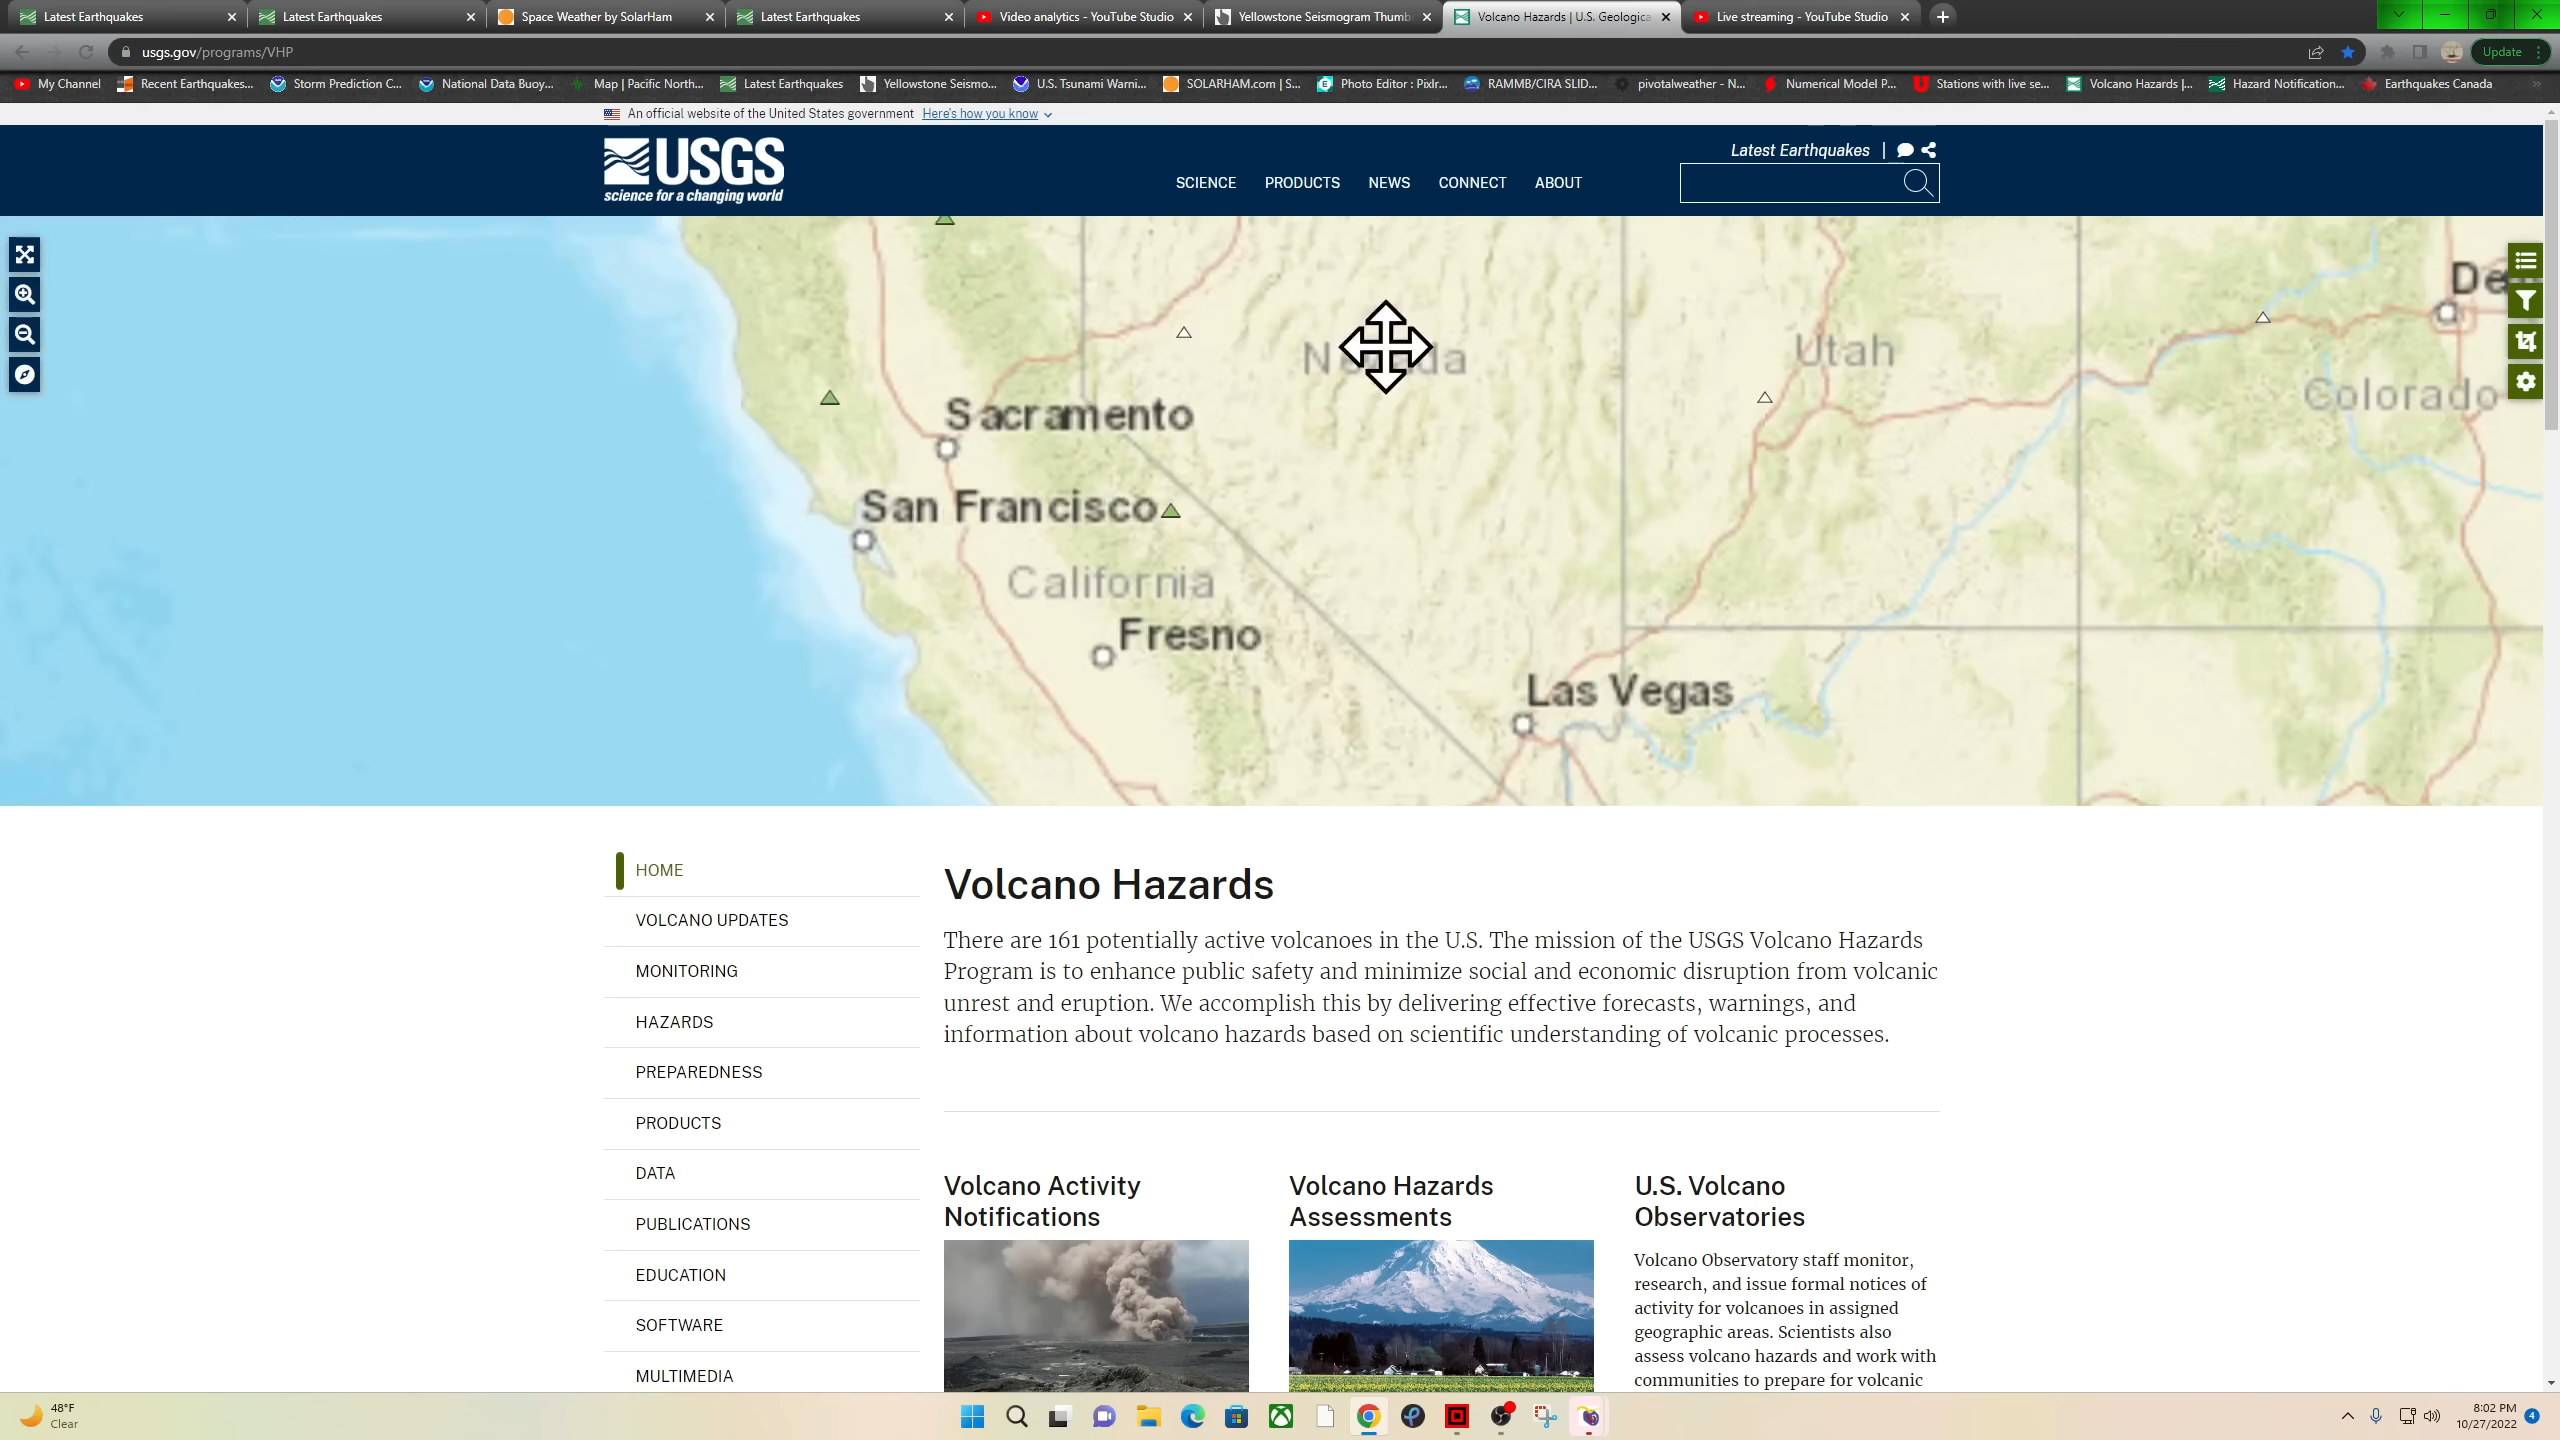 Latest Earthquakes
Latest Earthquakes
Space Weather by SolarHam
Latest Earthquakes
Video analytics - YouTube Studio
Yellowstone Seismogram Thumb
Volcano Hazards | U.S. Geologica
Live streaming - YouTube Studio
usgs.gov/programs/VHP
Update
My Channel
Recent Earthquakes...
Storm Prediction C...
National Data Buoy...
Map | Pacific North...
Latest Earthquakes
Yellowstone Seismo...
U.S. Tsunami Warni...
SOLARHAM.com | S...
Photo Editor : Pixlr...
RAMMB/CIRA SLID...
pivotalweather - N...
Numerical Model P...
Stations with live se...
Volcano Hazards |...
Hazard Notification...
Earthquakes Canada
An official website of the United States government Here's how you know
USGS
science for a changing world
Latest Earthquakes |
SCIENCE PRODUCTS NEWS CONNECT ABOUT
De
Utah
Colorado
Sacramento
San Francisco
California
Fresno
Las Vegas
HOME
VOLCANO UPDATES
MONITORING
HAZARDS
PREPAREDNESS
PRODUCTS
DATA
PUBLICATIONS
EDUCATION
SOFTWARE
MULTIMEDIA
Volcano Hazards
There are 161 potentially active volcanoes in the U.S. The mission of the USGS Volcano Hazards
Program is to enhance public safety and minimize social and economic disruption from volcanic
unrest and eruption. We accomplish this by delivering effective forecasts, warnings, and
information about volcano hazards based on scientific understanding of volcanic processes.
Volcano Activity
Notifications
Volcano Hazards
Assessments
U.S. Volcano
Observatories
Volcano Observatory staff monitor,
research, and issue formal notices of
activity for volcanoes in assigned
geographic areas. Scientists also
assess volcano hazards and work with
communities to prepare for volcanic
48°F
Clear
8:02 PM
10/27/2022
4